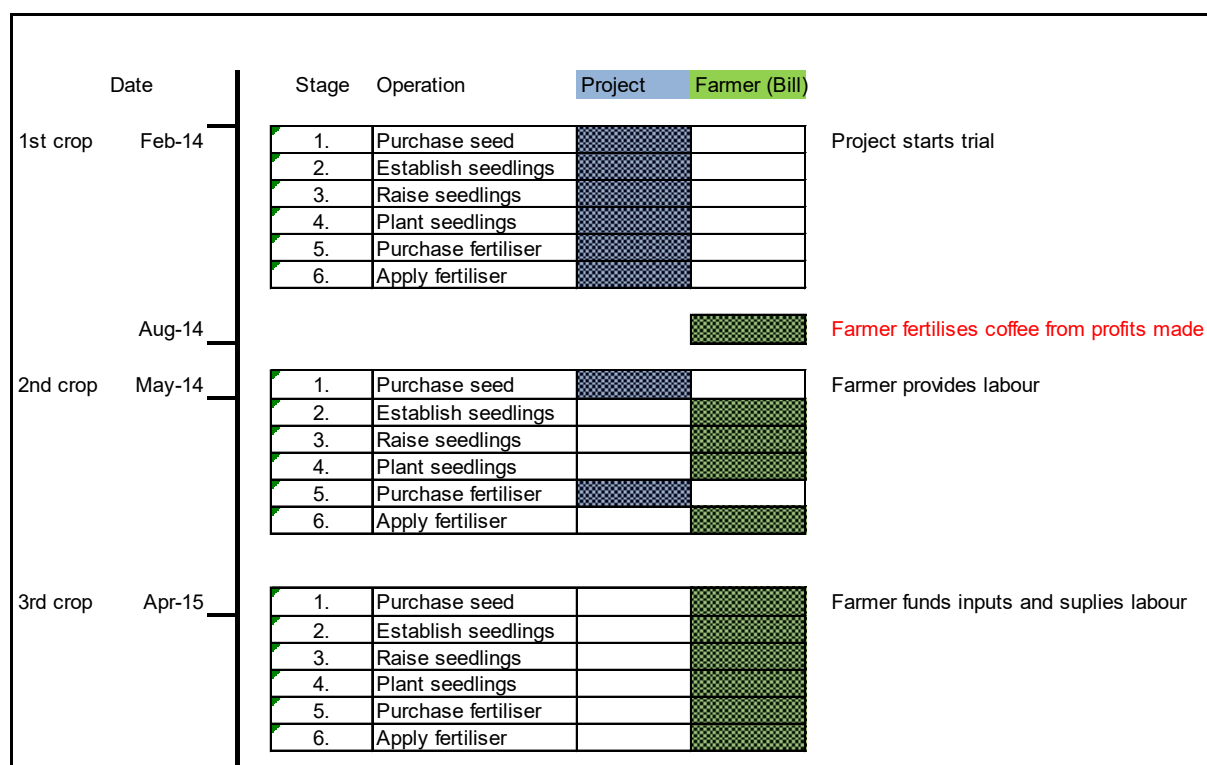 Date Stage Operation Project Farmer (Bill)
1st crop Feb-14 1. Purchase seed Project starts trial
2. Establish seedlings
3. Raise seedlings
4. Plant seedlings
5. Purchase fertiliser
6. Apply fertiliser
Aug-14 Farmer fertilises coffee from profits made
2nd crop May-14 1. Purchase seed Farmer provides labour
2. Establish seedlings
3. Raise seedlings
4. Plant seedlings
5. Purchase fertiliser
6. Apply fertiliser
3rd crop Apr-15 1. Purchase seed Farmer funds inputs and suplies labour
2. Establish seedlings
3. Raise seedlings
4. Plant seedlings
5. Purchase fertiliser
6. Apply fertiliser